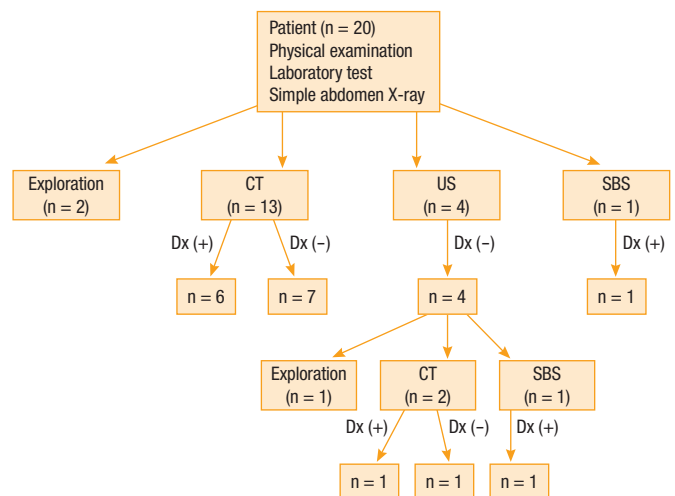 Patient (n = 20)
Physical examination
Laboratory test
Simple abdomen X-ray
Exploration
(n = 2)
CT
(n = 13)
US
(n = 4)
SBS
(n = 1)
Dx (+)
Dx (–)
Dx (–)
Dx (+)
n = 6
n = 7
n = 4
n = 1
Exploration
(n = 1)
CT
(n = 2)
SBS
(n = 1)
Dx (+)
Dx (–)
Dx (+)
n = 1
n = 1
n = 1